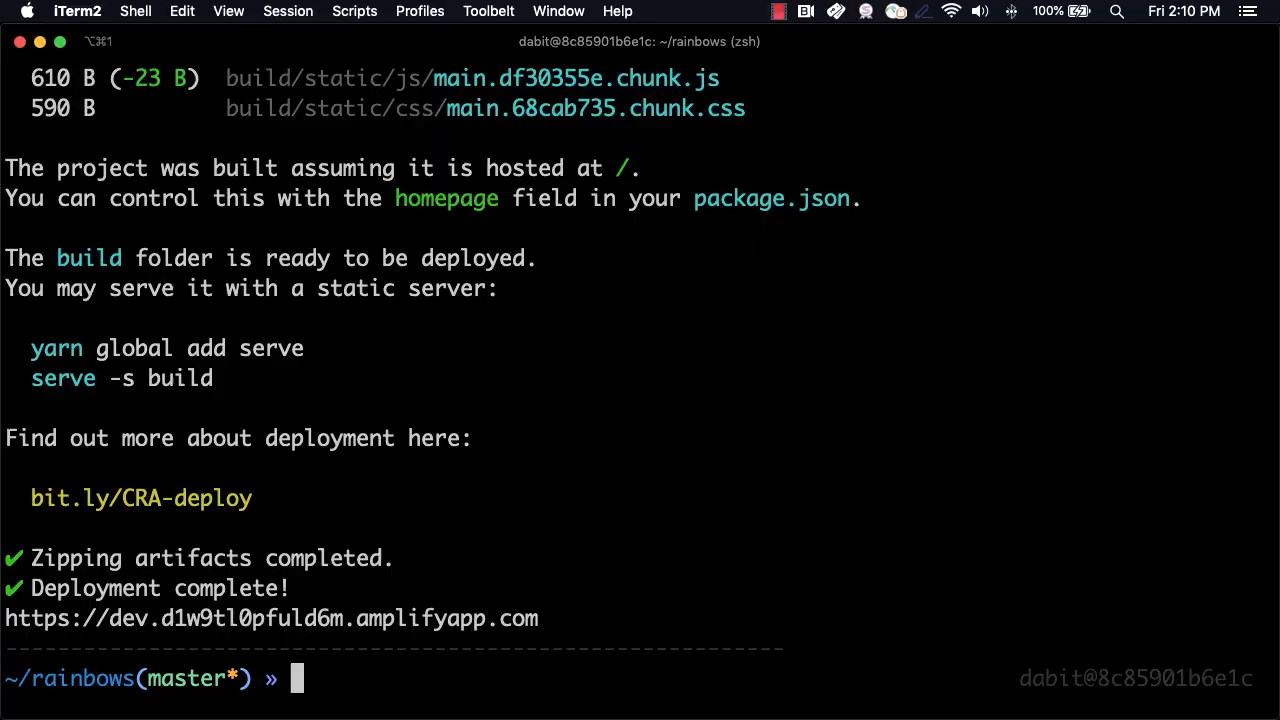 iTerm2 Shell Edit View Session Scripts Profiles Toolbelt Window Help 100% Fri 2:10 PM
⌥⌘1 dabit@8c85901b6e1c: ~/rainbows (zsh)
610 B (-23 B) build/static/js/main.df30355e.chunk.js
590 B build/static/css/main.68cab735.chunk.css
The project was built assuming it is hosted at /.
You can control this with the homepage field in your package.json.
The build folder is ready to be deployed.
You may serve it with a static server:
yarn global add serve
serve -s build
Find out more about deployment here:
bit.ly/CRA-deploy
✔ Zipping artifacts completed.
✔ Deployment complete!
https://dev.d1w9tl0pfuld6m.amplifyapp.com
------------------------------------------------------------
~/rainbows(master*) » dabit@8c85901b6e1c